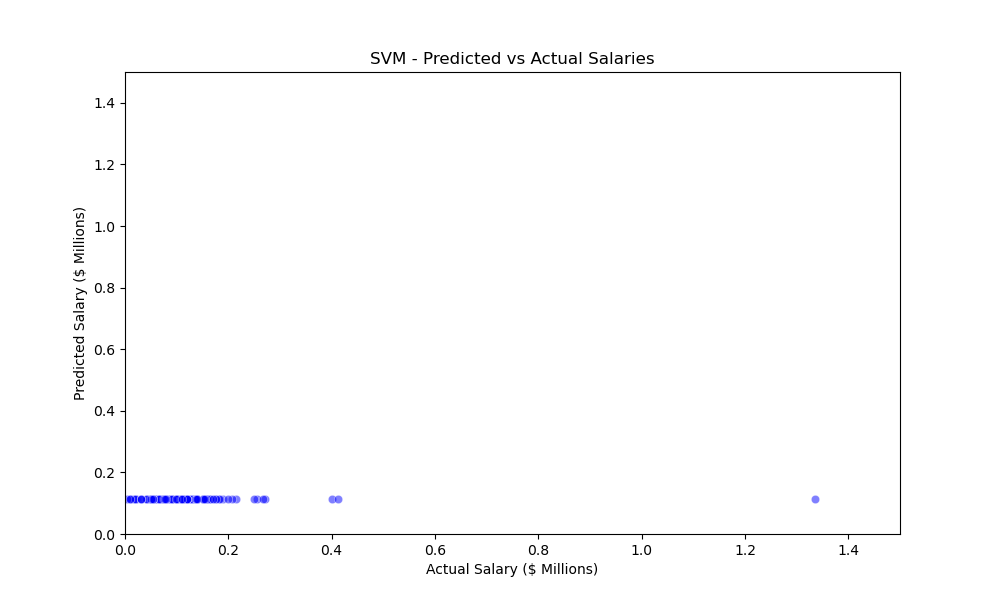 SVM - Predicted vs Actual Salaries
1.4
1.2
1.0
0.8
0.6
0.4
0.2
0.0
Predicted Salary ($ Millions)
0.0 0.2 0.4 0.6 0.8 1.0 1.2 1.4
Actual Salary ($ Millions)